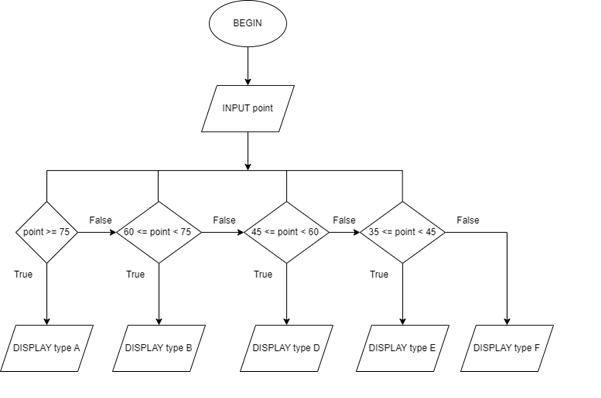 BEGIN
INPUT point
point >= 75
False
60 <= point < 75
False
45 <= point < 60
False
35 <= point < 45
False
True
True
True
True
DISPLAY type A
DISPLAY type B
DISPLAY type D
DISPLAY type E
DISPLAY type F